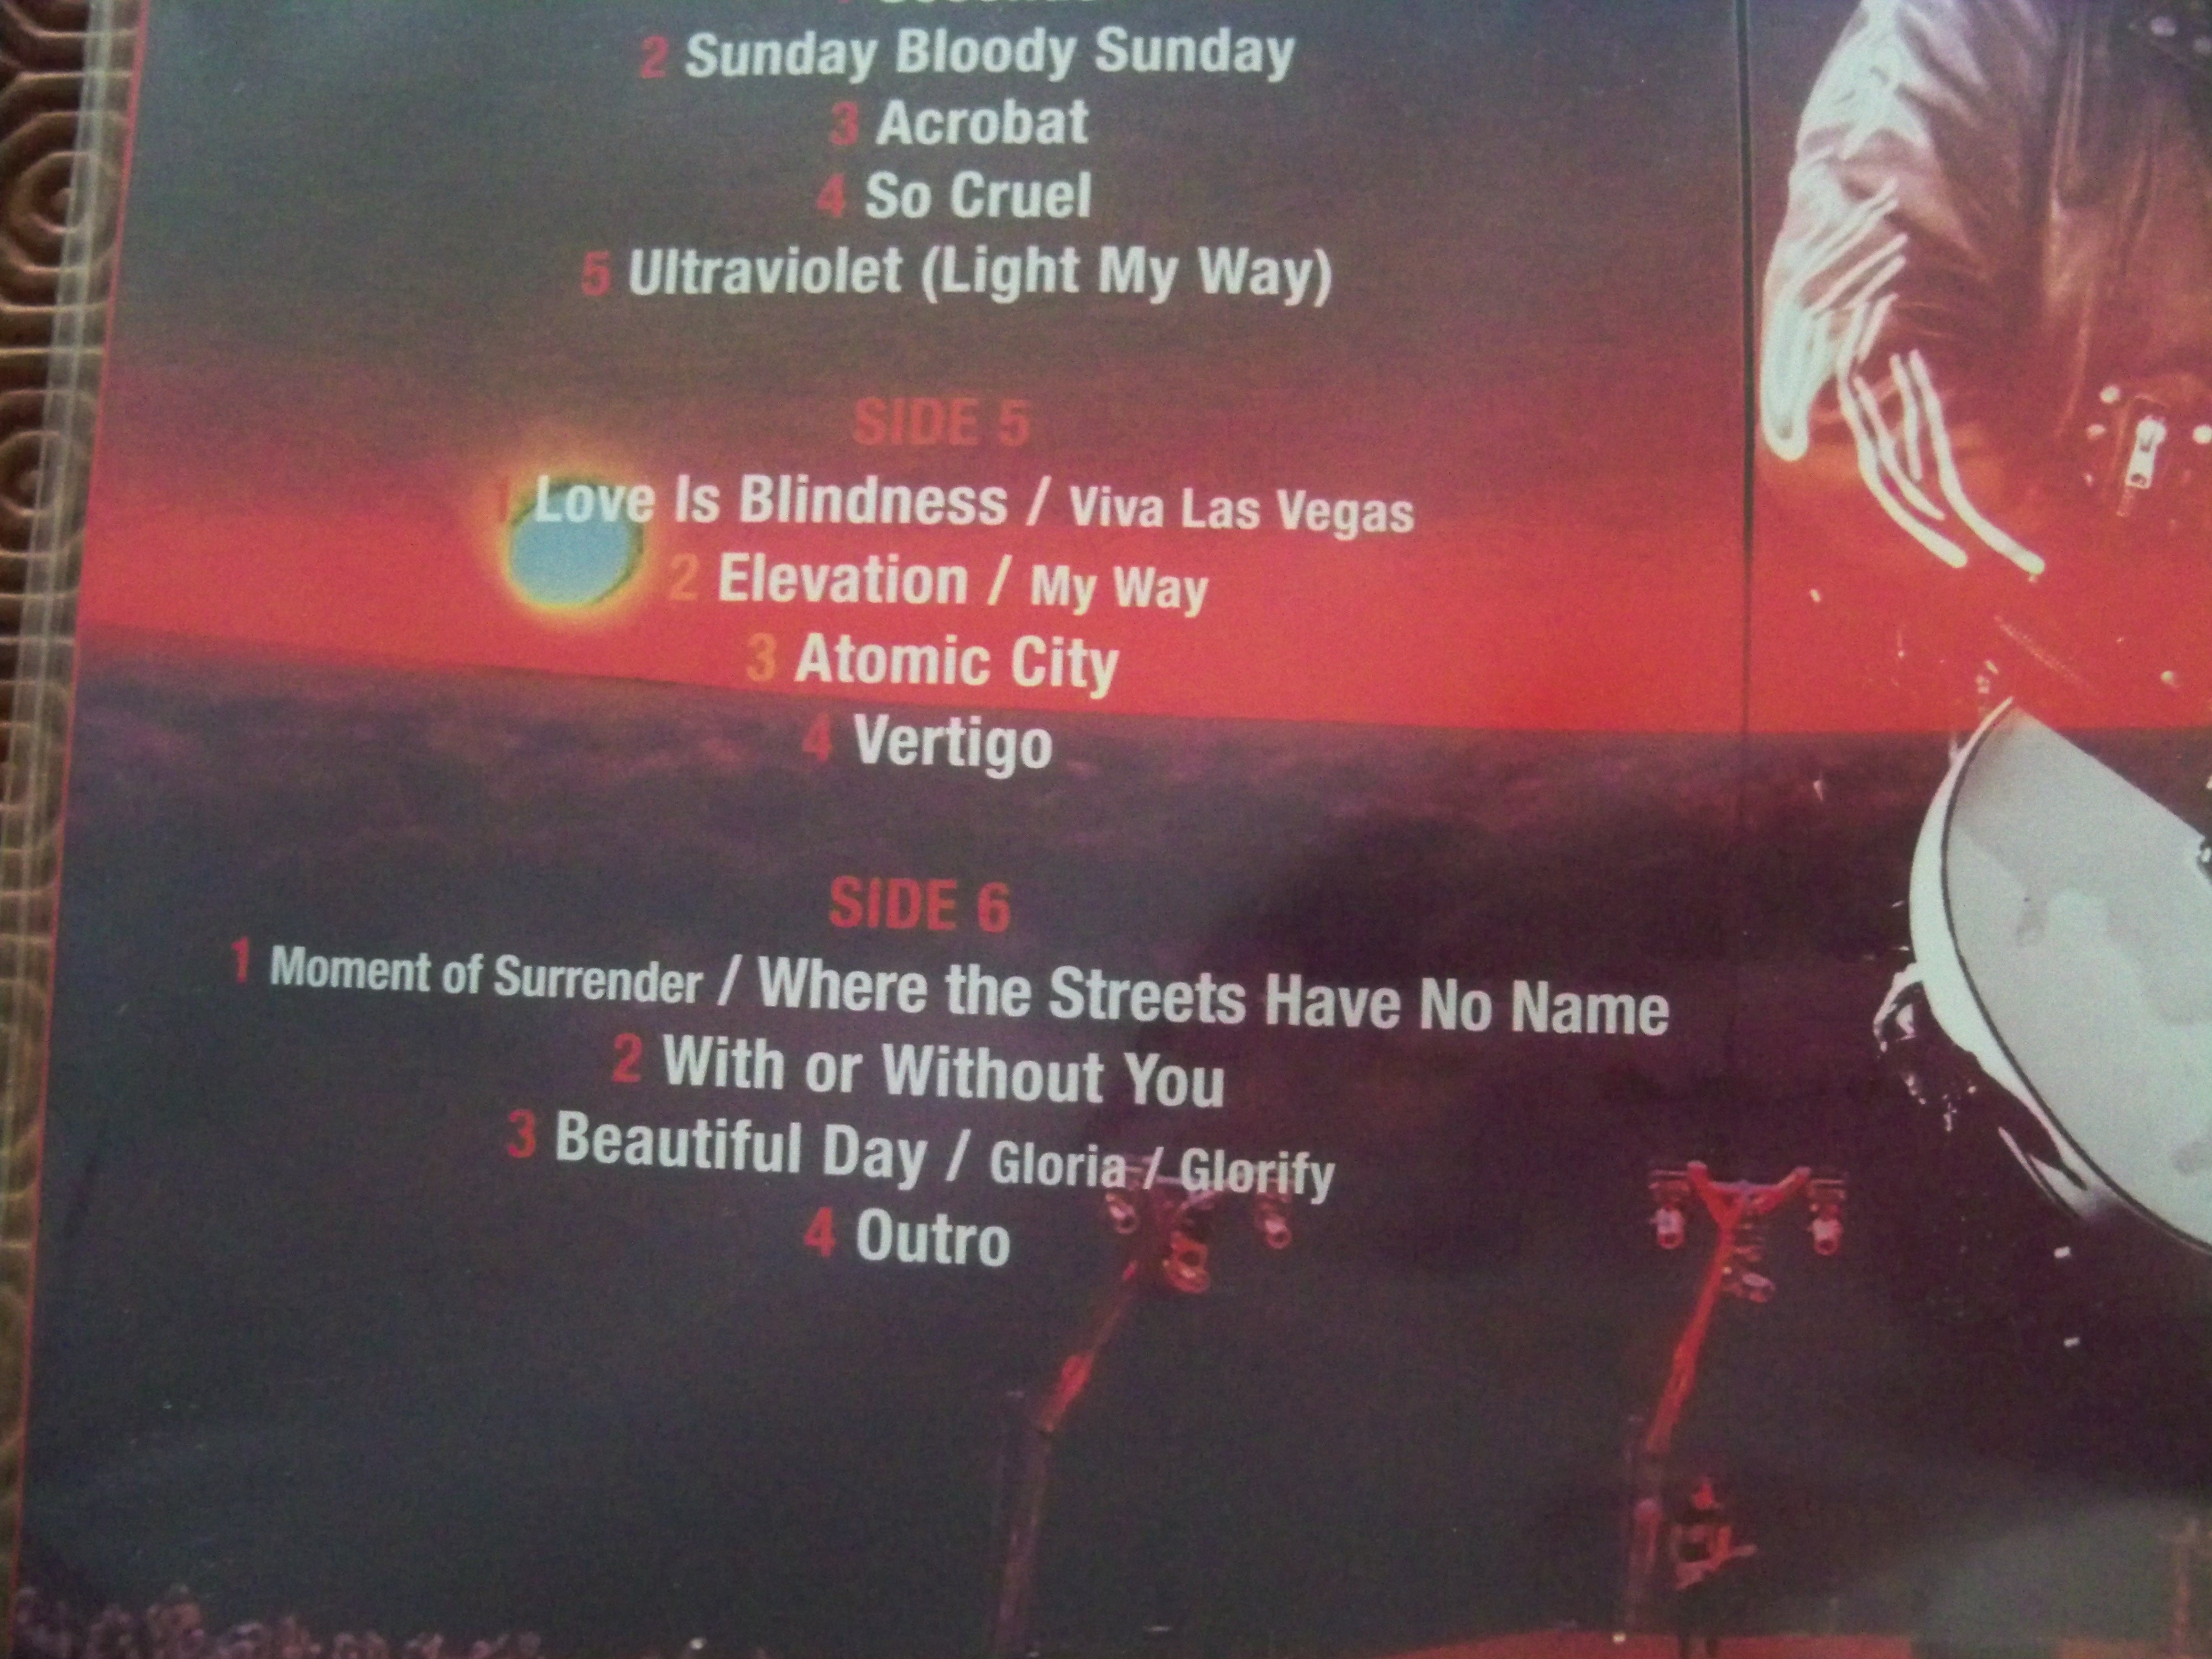 2 Sunday Bloody Sunday
3 Acrobat
4 So Cruel
5 Ultraviolet (Light My Way)
SIDE 5
1 Love Is Blindness / Viva Las Vegas
2 Elevation / My Way
3 Atomic City
4 Vertigo
SIDE 6
1 Moment of Surrender / Where the Streets Have No Name
2 With or Without You
3 Beautiful Day / Gloria / Glorify
4 Outro